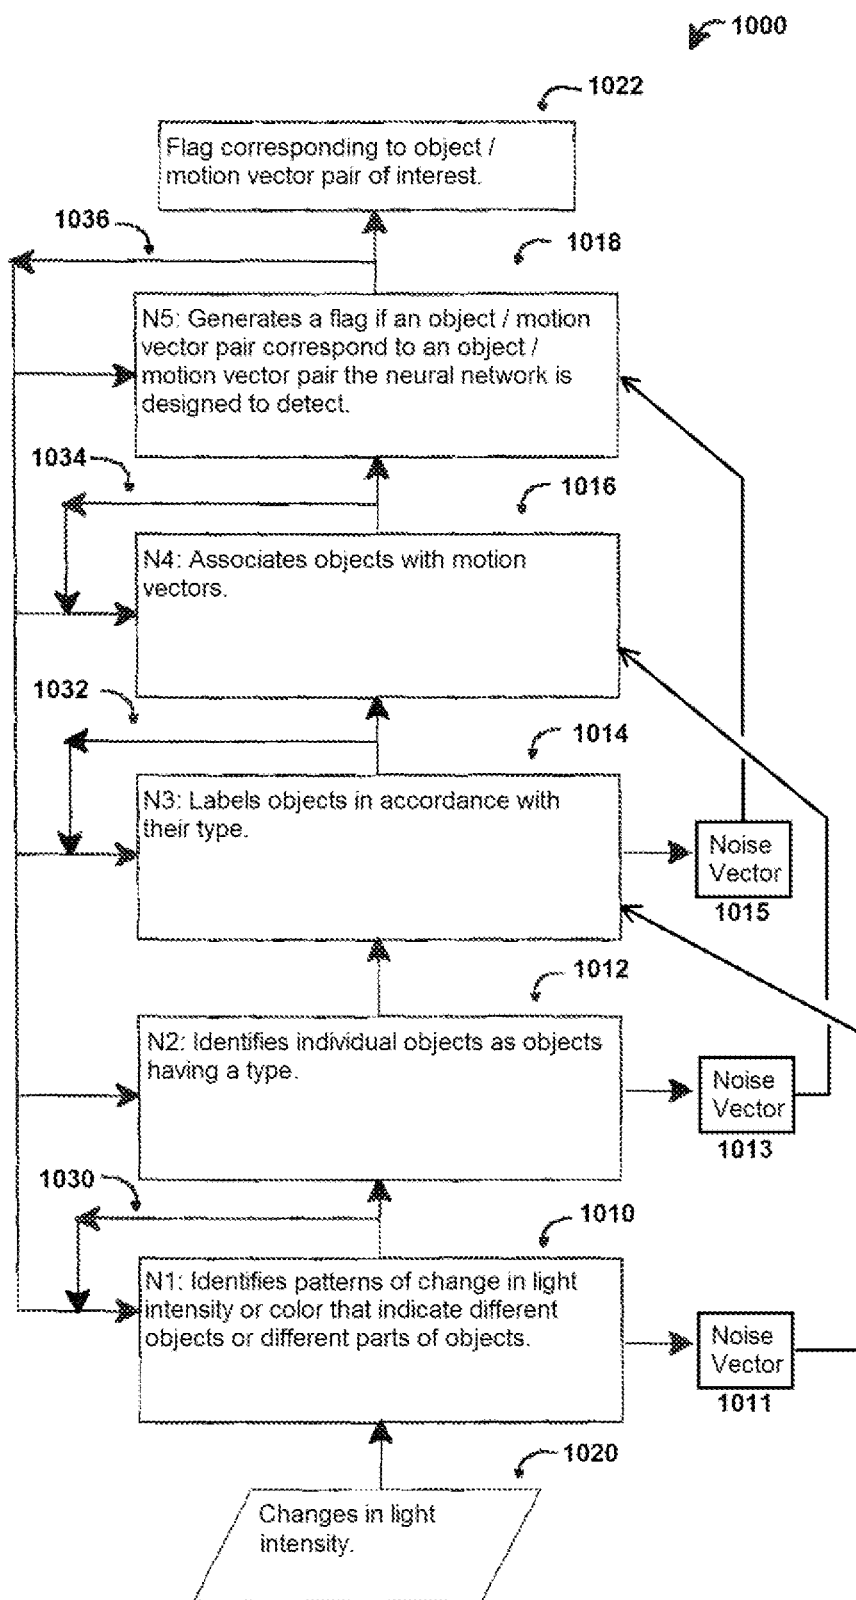 1000
1022
Flag corresponding to object /
motion vector pair of interest.
1036
1018
N5: Generates a flag if an object / motion
vector pair correspond to an object /
motion vector pair the neural network is
designed to detect.
1034
1016
N4: Associates objects with motion
vectors.
1032
1014
N3: Labels objects in accordance with
their type.
Noise
Vector
1015
1012
N2: Identifies individual objects as objects
having a type.
Noise
Vector
1013
1030
1010
N1: Identifies patterns of change in light
intensity or color that indicate different
objects or different parts of objects.
Noise
Vector
1011
1020
Changes in light
intensity.